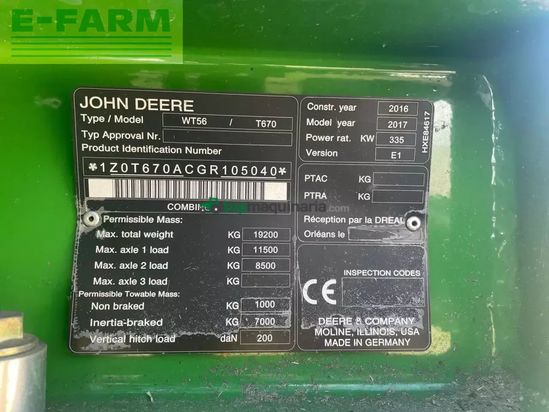 E-FARM
JOHN DEERE
Type / Model WT56 / T670
Typ Approval Nr.
Product Identification Number
*1Z0T670ACGR105040*
COMBINE
Permissible Mass:
Max. total weight KG 19200
Max. axle 1 load KG 11500
Max. axle 2 load KG 8500
Max. axle 3 load KG
Permissible Towable Mass:
Non braked KG 1000
Inertia-braked KG 7000
Vertical hitch load daN 200
Constr. year 2016
Model year 2017
Power rat. KW 335
Version E1
HXE84617
PTAC KG
PTRA KG
Réception par la DREAL
Orléans le
CE
INSPECTION CODES
DEERE & COMPANY
MOLINE, ILLINOIS, USA
MADE IN GERMANY